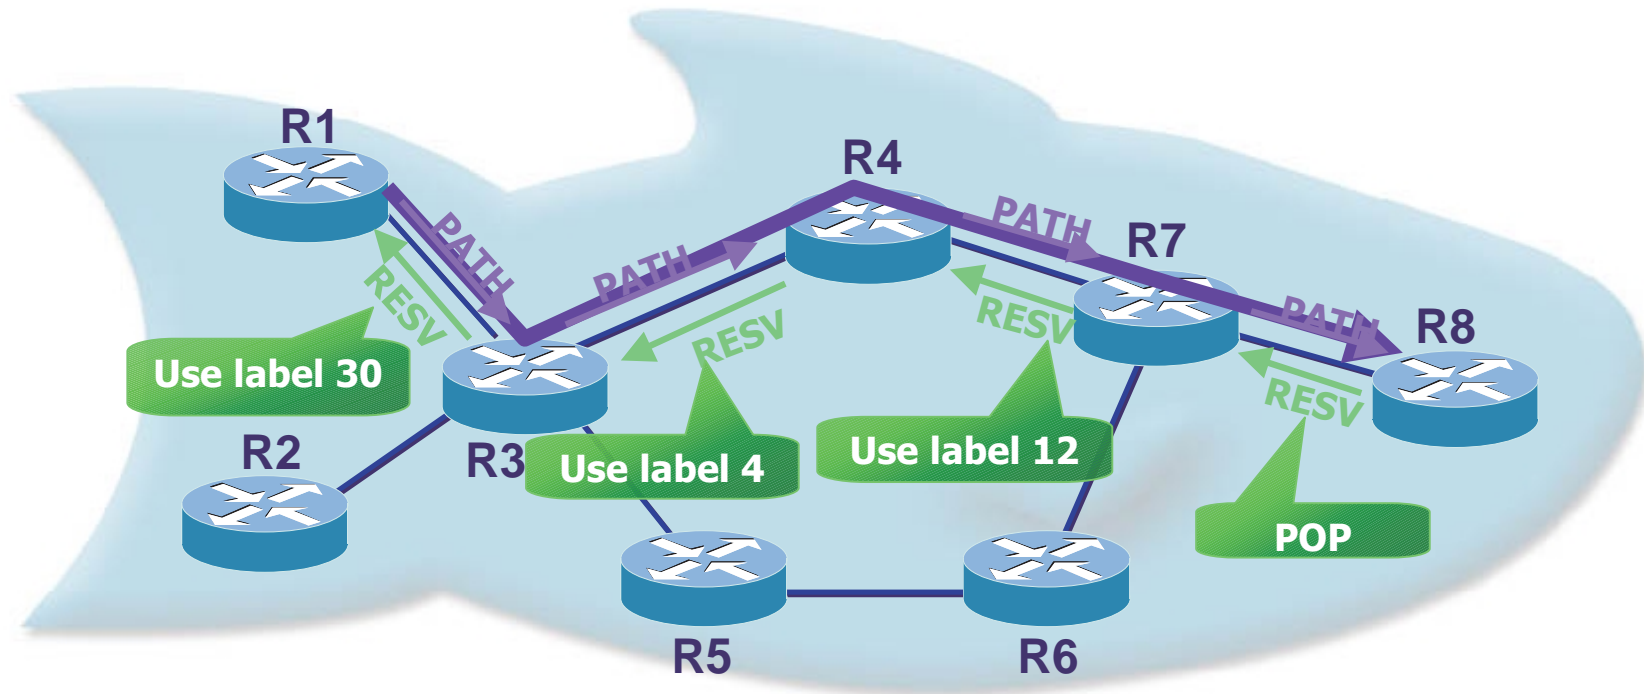 R1
R4
PATH
PATH
R7
PATH
RESV
RESV
PATH
R8
RESV
Use label 30
RESV
R2
R3
Use label 4
Use label 12
POP
R5
R6